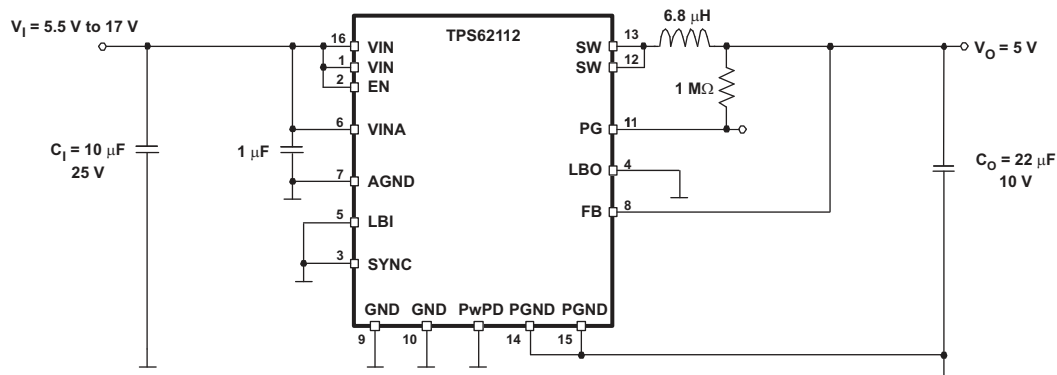 V_I = 5.5 V to 17 V
TPS62112
6.8 μH
V_O = 5 V
16 VIN
1 VIN
2 EN
6 VINA
7 AGND
5 LBI
3 SYNC
SW 13
SW 12
1 MΩ
PG 11
LBO 4
FB 8
C_I = 10 μF
25 V
1 μF
C_O = 22 μF
10 V
GND GND PwPD PGND PGND
9 10 14 15